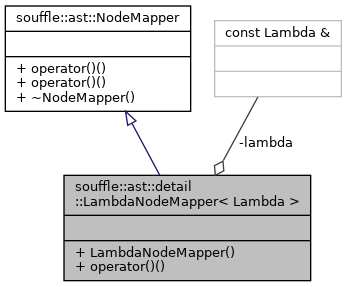 souffle::ast::NodeMapper
+ operator()()
+ operator()()
+ ~NodeMapper()
const Lambda &
-lambda
souffle::ast::detail
::LambdaNodeMapper< Lambda >
+ LambdaNodeMapper()
+ operator()()